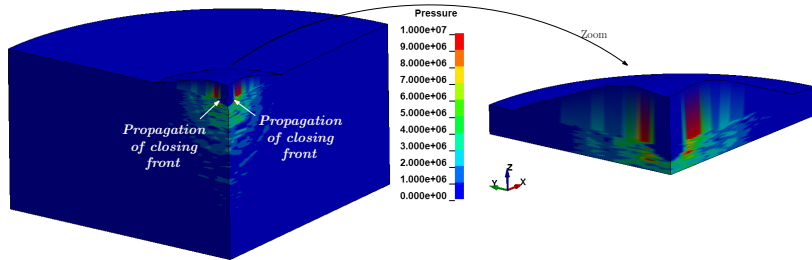 Pressure
1.000e+07
9.000e+06
8.000e+06
7.000e+06
6.000e+06
5.000e+06
4.000e+06
3.000e+06
2.000e+06
1.000e+06
0.000e+00
Zoom
Propagation
of closing
front
Propagation
of closing
front
Z
Y
X